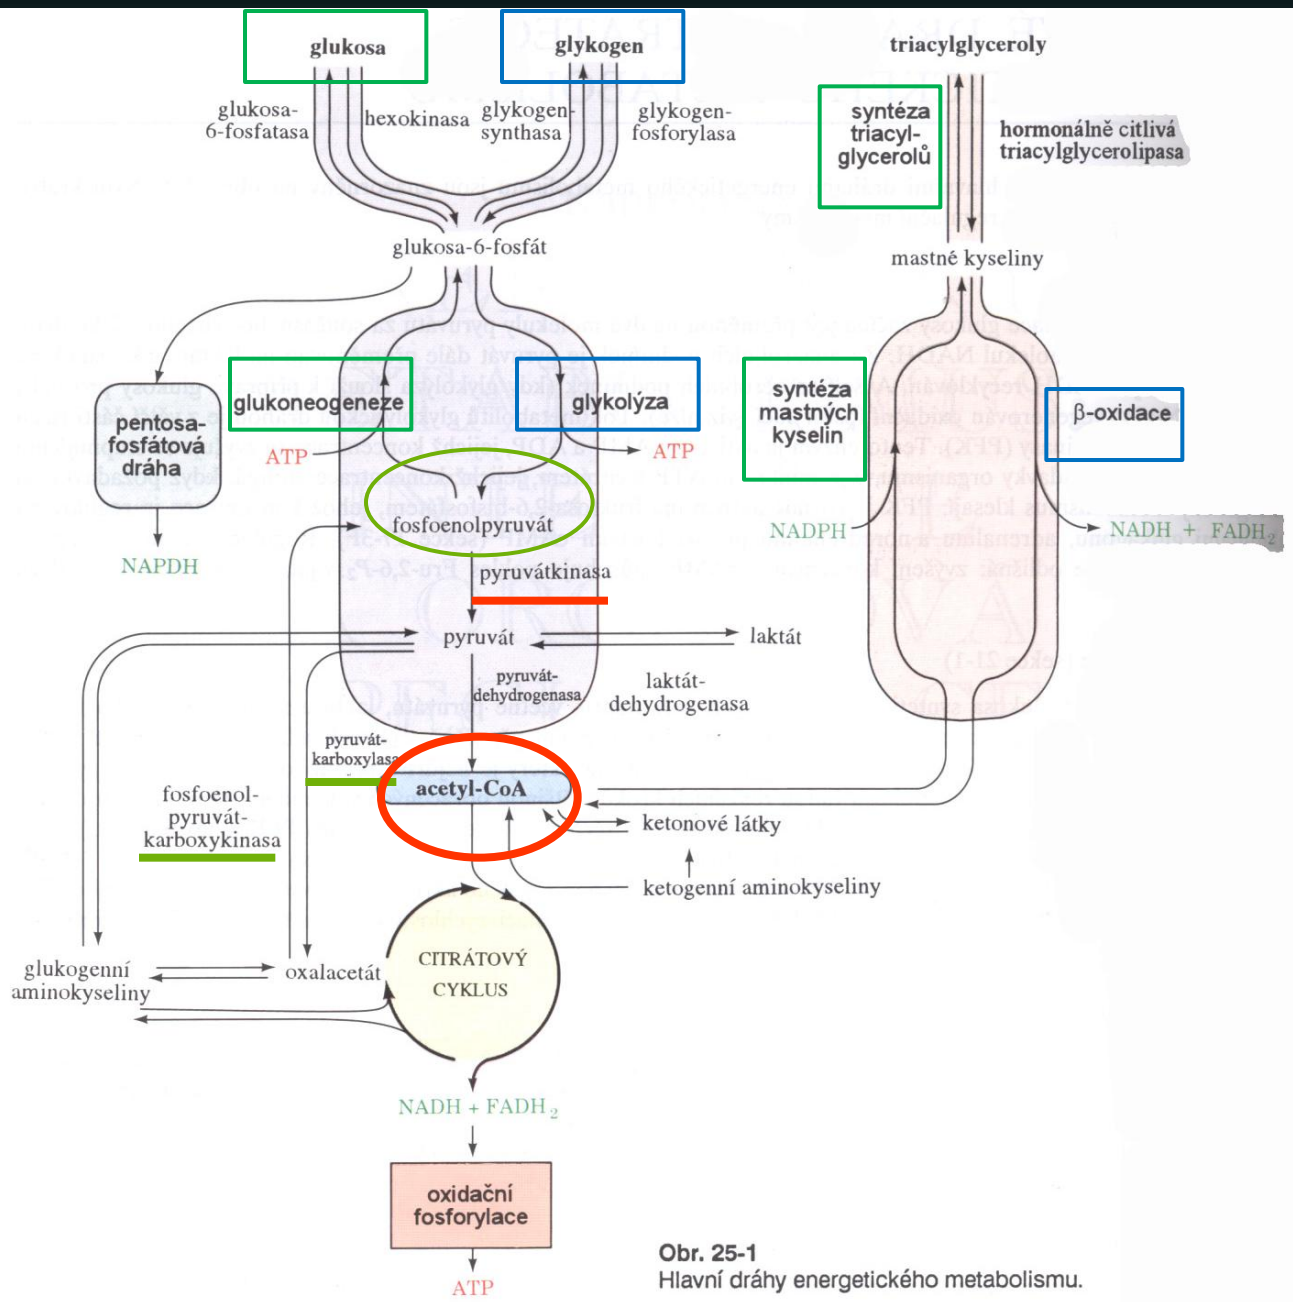 glukosa
glykogen
triacylglyceroly
glukosa-
6-fosfatasa
hexokinasa
glykogen-
synthasa
glykogen-
fosforylasa
syntéza
triacyl-
glycerolů
hormonálně citlivá
triacylglycerolipasa
glukosa-6-fosfát
mastné kyseliny
pentosa-
fosfátová
dráha
glukoneogeneze
glykolýza
syntéza
mastných
kyselin
β-oxidace
ATP
ATP
fosfoenolpyruvát
NADPH
NADH + FADH2
NAPDH
pyruvátkinasa
pyruvát
laktát
pyruvát-
dehydrogenasa
laktát-
dehydrogenasa
pyruvát-
karboxylasa
acetyl-CoA
fosfoenol-
pyruvát-
karboxykinasa
ketonové látky
ketogenní aminokyseliny
glukogenní
aminokyseliny
oxalacetát
CITRÁTOVÝ
CYKLUS
NADH + FADH2
oxidační
fosforylace
ATP
Obr. 25-1
Hlavní dráhy energetického metabolismu.